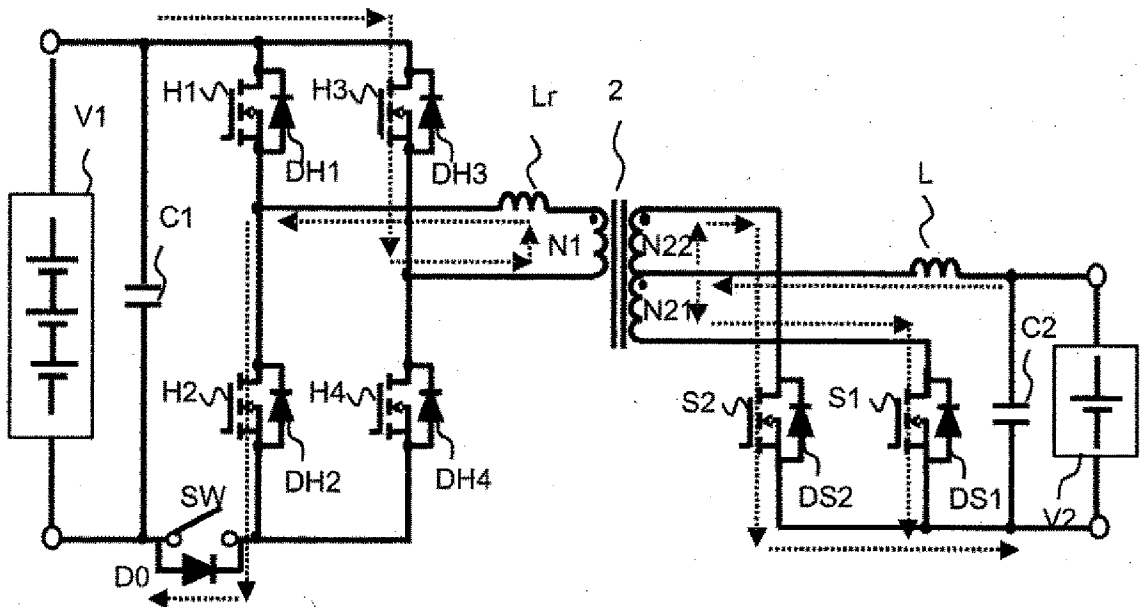 H1
H3
Lr
2
V1
DH1
DH3
L
C1
N1
N22
N21
C2
H2
H4
S2
S1
SW
DH2
DH4
DS2
DS1
V2
D0